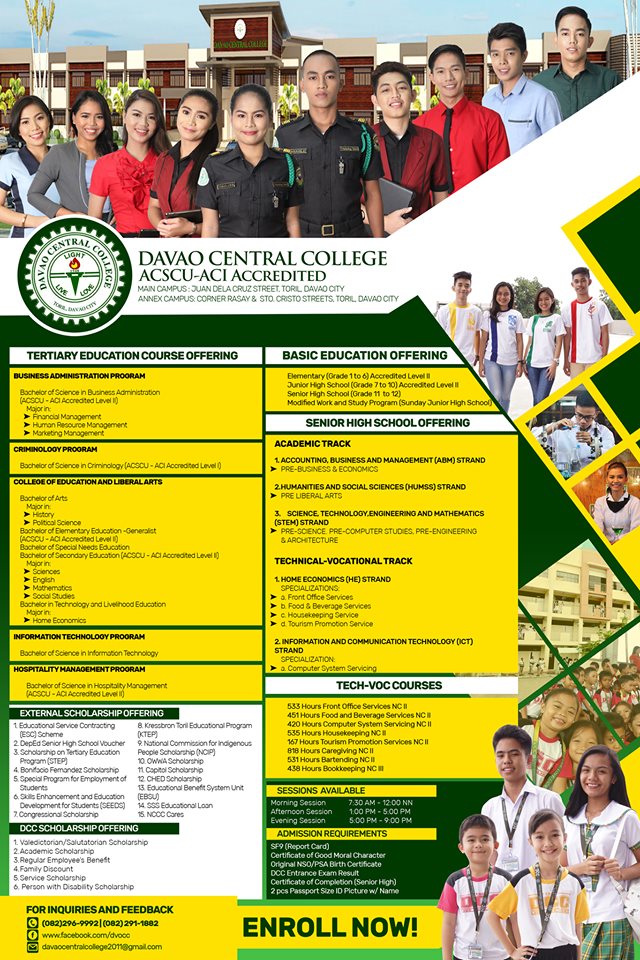 DAVAO CENTRAL COLLEGE
DAVAO CENTRAL COLLEGE
LIGHT
LIVE
LOVE
TORIL, DAVAO CITY
DAVAO CENTRAL COLLEGE
ACSCU-ACI ACCREDITED
MAIN CAMPUS : JUAN DELA CRUZ STREET, TORIL, DAVAO CITY
ANNEX CAMPUS: CORNER RASAY & STO. CRISTO STREETS, TORIL, DAVAO CITY
TERTIARY EDUCATION COURSE OFFERING
BUSINESS ADMINISTRATION PROGRAM
Bachelor of Science in Business Administration
(ACSCU - ACI Accredited Level II)
Major in:
➤ Financial Management
➤ Human Resource Management
➤ Marketing Management
CRIMINOLOGY PROGRAM
Bachelor of Science in Criminology (ACSCU - ACI Accredited Level I)
COLLEGE OF EDUCATION AND LIBERAL ARTS
Bachelor of Arts
Major in:
➤ History
➤ Political Science
Bachelor of Elementary Education -Generalist
(ACSCU - ACI Accredited Level II)
Bachelor of Special Needs Education
Bachelor of Secondary Education (ACSCU - ACI Accredited Level II)
Major in:
➤ Sciences
➤ English
➤ Mathematics
➤ Social Studies
Bachelor in Technology and Livelihood Education
Major in:
➤ Home Economics
INFORMATION TECHNOLOGY PROGRAM
Bachelor of Science in Information Technology
HOSPITALITY MANAGEMENT PROGRAM
Bachelor of Science in Hospitality Management
(ACSCU - ACI Accredited Level II)
EXTERNAL SCHOLARSHIP OFFERING
1. Educational Service Contracting
(ESC) Scheme
2. DepEd Senior High School Voucher
3. Scholarship on Tertiary Education
Program (STEP)
4. Bonifacio Fernandez Scholarship
5. Special Program for Employment of
Students
6. Skills Enhancement and Education
Development for Students (SEEDS)
7. Congressional Scholarship
8. Kressbron Toril Educational Program
(KTEP)
9. National Commission for Indigenous
People Scholarship (NCIP)
10. OWWA Scholarship
11. Capitol Scholarship
12. CHED Scholarship
13. Educational Benefit System Unit
(EBSU)
14. SSS Educational Loan
15. NCCC Cares
DCC SCHOLARSHIP OFFERING
1. Valedictorian/Salutatorian Scholarship
2. Academic Scholarship
3. Regular Employee's Benefit
4. Family Discount
5. Service Scholarship
6. Person with Disability Scholarship
BASIC EDUCATION OFFERING
Elementary (Grade 1 to 6) Accredited Level II
Junior High School (Grade 7 to 10) Accredited Level II
Senior High School (Grade 11 to 12)
Modified Work and Study Program (Sunday Junior High School)
SENIOR HIGH SCHOOL OFFERING
ACADEMIC TRACK
1. ACCOUNTING, BUSINESS AND MANAGEMENT (ABM) STRAND
➤ PRE-BUSINESS & ECONOMICS
2.HUMANITIES AND SOCIAL SCIENCES (HUMSS) STRAND
➤ PRE LIBERAL ARTS
3. SCIENCE, TECHNOLOGY,ENGINEERING AND MATHEMATICS
(STEM) STRAND
➤ PRE-SCIENCE, PRE-COMPUTER STUDIES, PRE-ENGINEERING
& ARCHITECTURE
TECHNICAL-VOCATIONAL TRACK
1. HOME ECONOMICS (HE) STRAND
SPECIALIZATIONS:
➤ a. Front Office Services
➤ b. Food & Beverage Services
➤ c. Housekeeping Service
➤ d. Tourism Promotion Service
2. INFORMATION AND COMMUNICATION TECHNOLOGY (ICT)
STRAND
SPECIALIZATION:
➤ a. Computer System Servicing
TECH-VOC COURSES
533 Hours Front Office Services NC II
451 Hours Food and Beverage Services NC II
420 Hours Computer System Servicing NC II
535 Hours Housekeeping NC II
167 Hours Tourism Promotion Services NC II
818 Hours Caregiving NC II
531 Hours Bartending NC II
438 Hours Bookkeeping NC III
SESSIONS AVAILABLE
Morning Session 7:30 AM - 12:00 NN
Afternoon Session 1:00 PM - 5:00 PM
Evening Session 5:00 PM - 9:00 PM
ADMISSION REQUIREMENTS
SF9 (Report Card)
Certificate of Good Moral Character
Original NSO/PSA Birth Certificate
DCC Entrance Exam Result
Certificate of Completion (Senior High)
2 pcs Passport Size ID Picture w/ Name
FOR INQUIRIES AND FEEDBACK
(082)296-9992 | (082) 291-1882
www.facebook.com/dvocc
davaocentralcollege2011@gmail.com
ENROLL NOW!